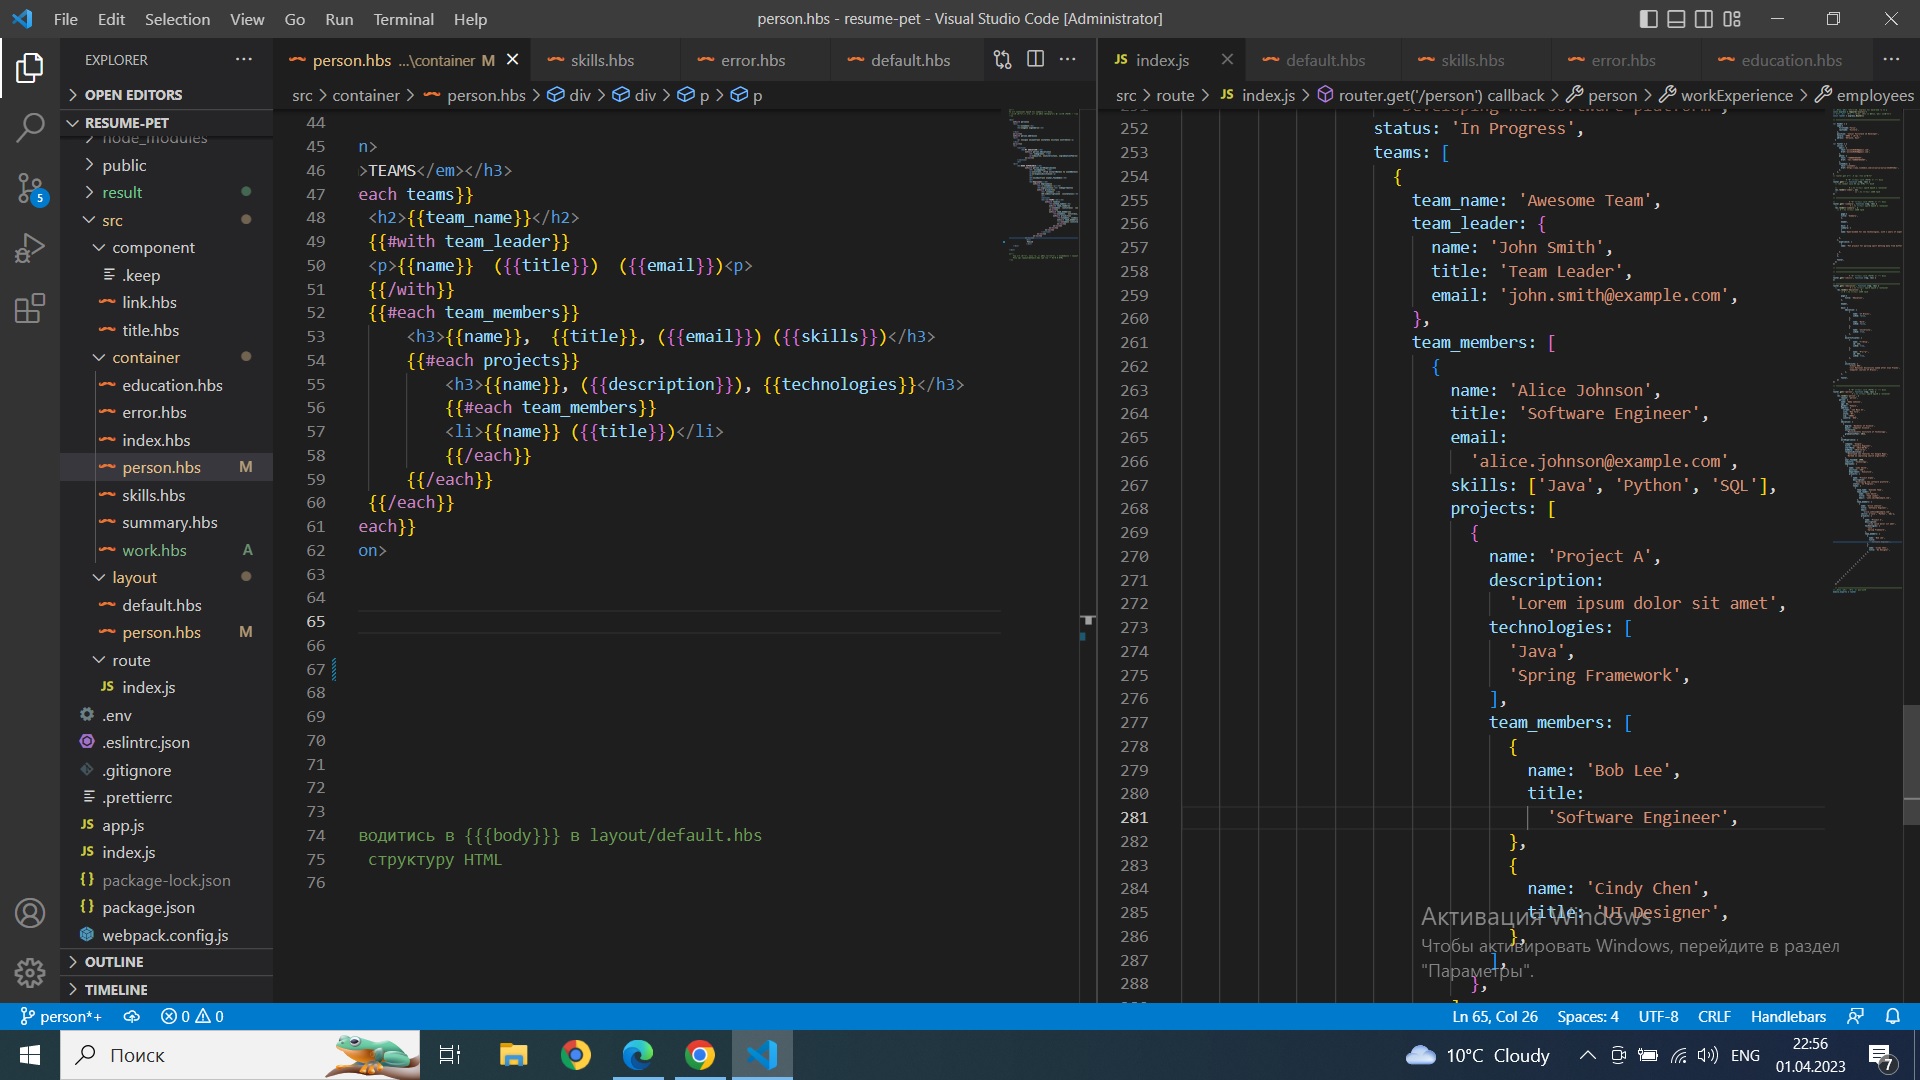 File Edit Selection View Go Run Terminal Help
person.hbs - resume-pet - Visual Studio Code [Administrator]
EXPLORER
OPEN EDITORS
RESUME-PET
node_modules
public
result
src
component
.keep
link.hbs
title.hbs
container
education.hbs
error.hbs
index.hbs
person.hbs M
skills.hbs
summary.hbs
work.hbs A
layout
default.hbs
person.hbs M
route
JS index.js
.env
.eslintrc.json
.gitignore
.prettierrc
JS app.js
JS index.js
{} package-lock.json
{} package.json
webpack.config.js
OUTLINE
TIMELINE
5
person.hbs ...\container M
skills.hbs
error.hbs
default.hbs
src > container > person.hbs > div > div > p > p
44
45 n>
46 >TEAMS</em></h3>
47 each teams}}
48 <h2>{{team_name}}</h2>
49 {{#with team_leader}}
50 <p>{{name}}  ({{title}})  ({{email}})<p>
51 {{/with}}
52 {{#each team_members}}
53 <h3>{{name}},  {{title}}, ({{email}}) ({{skills}})</h3>
54 {{#each projects}}
55 <h3>{{name}}, ({{description}}), {{technologies}}</h3>
56 {{#each team_members}}
57 <li>{{name}} ({{title}})</li>
58 {{/each}}
59 {{/each}}
60 {{/each}}
61 each}}
62 on>
63
64
65
66
67
68
69
70
71
72
73
74 водитись в {{{body}}} в layout/default.hbs
75 структуру HTML
76
JS index.js
default.hbs
skills.hbs
error.hbs
education.hbs
src > route > JS index.js > router.get('/person') callback > person > workExperience > employees
252 status: 'In Progress',
253 teams: [
254 {
255 team_name: 'Awesome Team',
256 team_leader: {
257 name: 'John Smith',
258 title: 'Team Leader',
259 email: 'john.smith@example.com',
260 },
261 team_members: [
262 {
263 name: 'Alice Johnson',
264 title: 'Software Engineer',
265 email:
266 'alice.johnson@example.com',
267 skills: ['Java', 'Python', 'SQL'],
268 projects: [
269 {
270 name: 'Project A',
271 description:
272 'Lorem ipsum dolor sit amet',
273 technologies: [
274 'Java',
275 'Spring Framework',
276 ],
277 team_members: [
278 {
279 name: 'Bob Lee',
280 title:
281 'Software Engineer',
282 },
283 {
284 name: 'Cindy Chen',
285 title: 'UI Designer',
286 },
287 ],
288 },
Активация Windows
Чтобы активировать Windows, перейдите в раздел
"Параметры".
person*+ 0 0
Ln 65, Col 26 Spaces: 4 UTF-8 CRLF Handlebars
Поиск
10°C Cloudy
ENG
22:56
01.04.2023
7